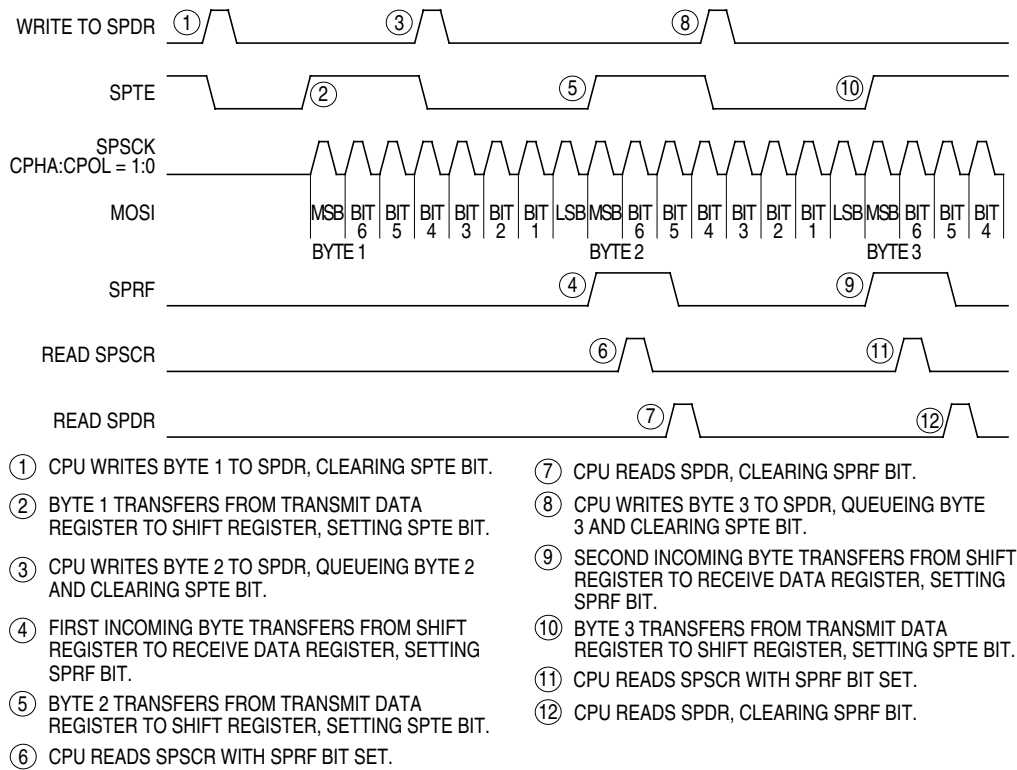 WRITE TO SPDR
1
3
8
SPTE
2
5
10
SPSCK
CPHA:CPOL = 1:0
MOSI
MSB BIT BIT BIT BIT BIT BIT LSB MSB BIT BIT BIT BIT BIT BIT LSB MSB BIT BIT BIT
6 5 4 3 2 1 6 5 4 3 2 1 6 5 4
BYTE 1 BYTE 2 BYTE 3
SPRF
4
9
READ SPSCR
6
11
READ SPDR
7
12
1 CPU WRITES BYTE 1 TO SPDR, CLEARING SPTE BIT.
2 BYTE 1 TRANSFERS FROM TRANSMIT DATA
REGISTER TO SHIFT REGISTER, SETTING SPTE BIT.
3 CPU WRITES BYTE 2 TO SPDR, QUEUEING BYTE 2
AND CLEARING SPTE BIT.
4 FIRST INCOMING BYTE TRANSFERS FROM SHIFT
REGISTER TO RECEIVE DATA REGISTER, SETTING
SPRF BIT.
5 BYTE 2 TRANSFERS FROM TRANSMIT DATA
REGISTER TO SHIFT REGISTER, SETTING SPTE BIT.
6 CPU READS SPSCR WITH SPRF BIT SET.
7 CPU READS SPDR, CLEARING SPRF BIT.
8 CPU WRITES BYTE 3 TO SPDR, QUEUEING BYTE
3 AND CLEARING SPTE BIT.
9 SECOND INCOMING BYTE TRANSFERS FROM SHIFT
REGISTER TO RECEIVE DATA REGISTER, SETTING
SPRF BIT.
10 BYTE 3 TRANSFERS FROM TRANSMIT DATA
REGISTER TO SHIFT REGISTER, SETTING SPTE BIT.
11 CPU READS SPSCR WITH SPRF BIT SET.
12 CPU READS SPDR, CLEARING SPRF BIT.